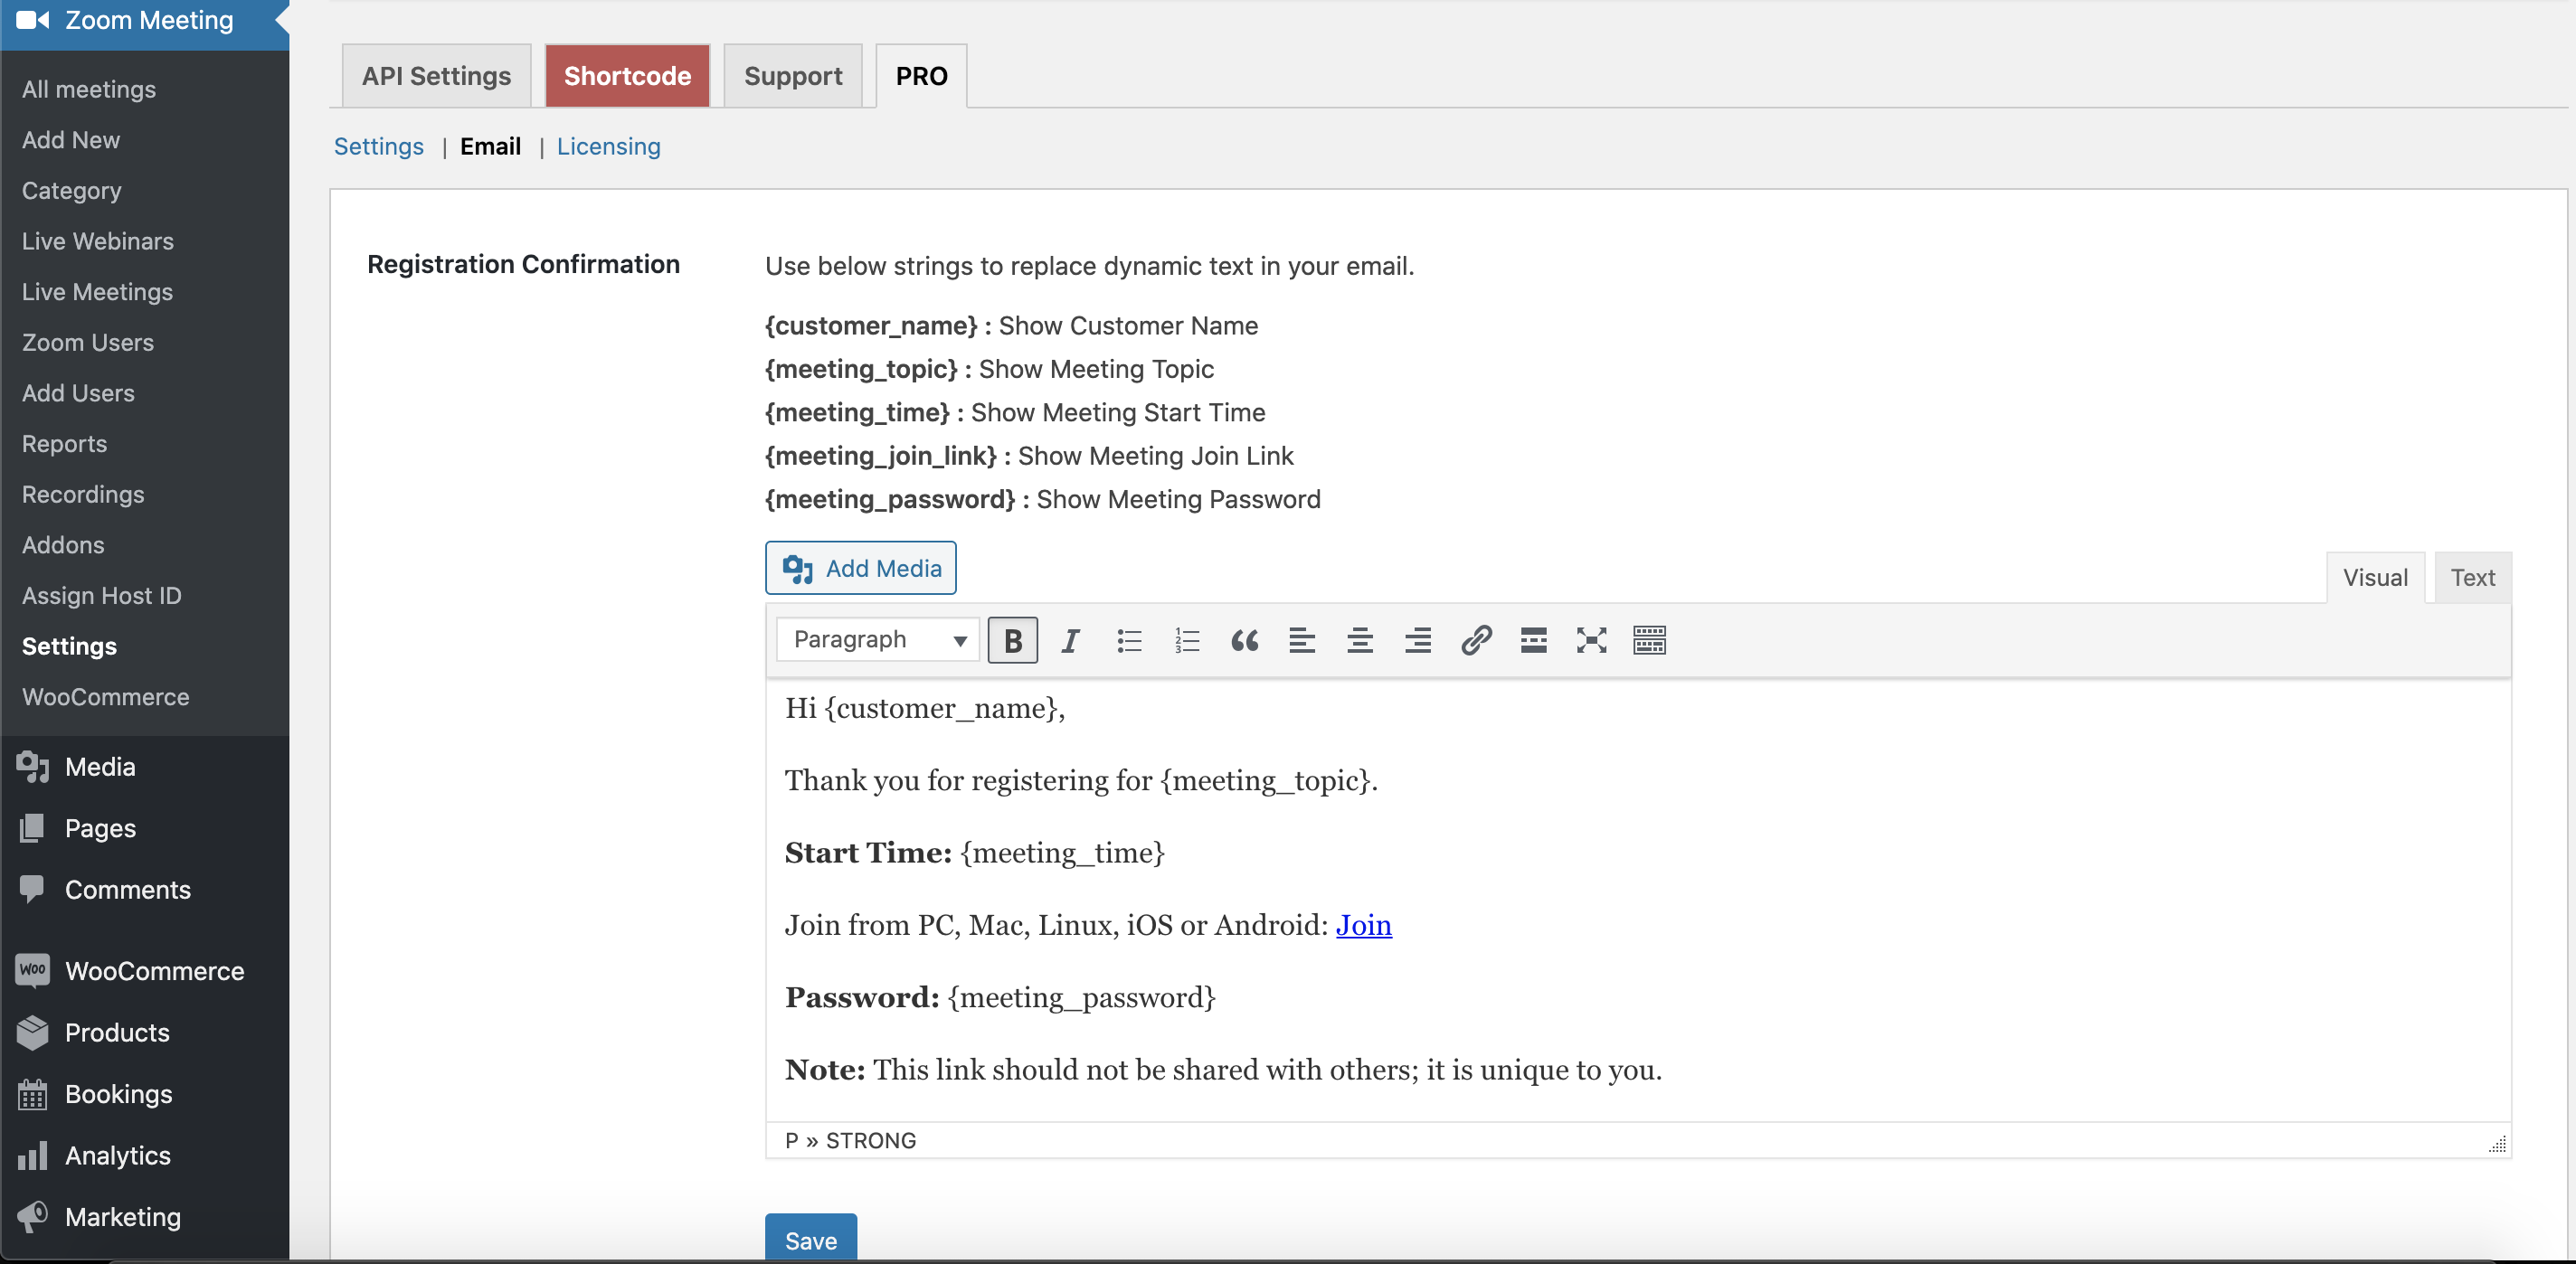 Zoom Meeting
All meetings
Add New
Category
Live Webinars
Live Meetings
Zoom Users
Add Users
Reports
Recordings
Addons
Assign Host ID
Settings
WooCommerce
Media
Pages
Comments
Woo WooCommerce
Products
Bookings
Analytics
Marketing
API Settings Shortcode Support PRO
Settings | Email | Licensing
Registration Confirmation
Use below strings to replace dynamic text in your email.
{customer_name} : Show Customer Name
{meeting_topic} : Show Meeting Topic
{meeting_time} : Show Meeting Start Time
{meeting_join_link} : Show Meeting Join Link
{meeting_password} : Show Meeting Password
Add Media
Visual Text
Paragraph B I
Hi {customer_name},
Thank you for registering for {meeting_topic}.
Start Time: {meeting_time}
Join from PC, Mac, Linux, iOS or Android: Join
Password: {meeting_password}
Note: This link should not be shared with others; it is unique to you.
P » STRONG
Save